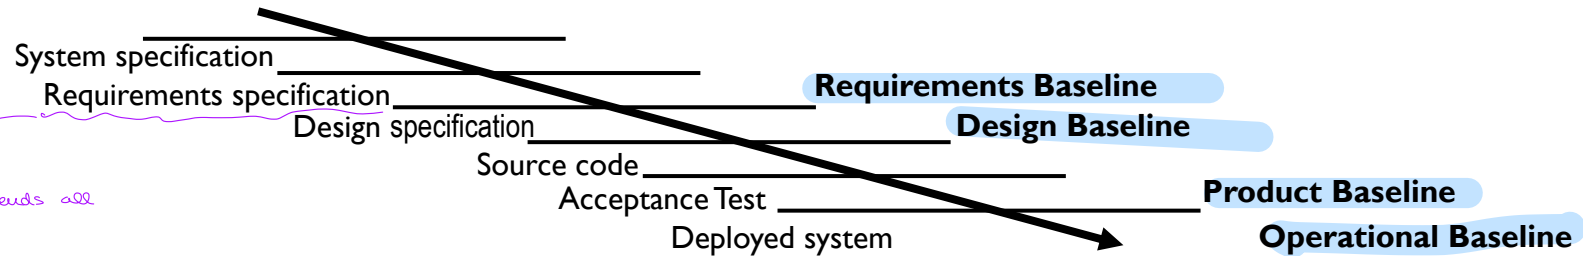 System specification
Requirements specification Requirements Baseline
Design specification Design Baseline
Source code
Acceptance Test Product Baseline
Deployed system Operational Baseline
all